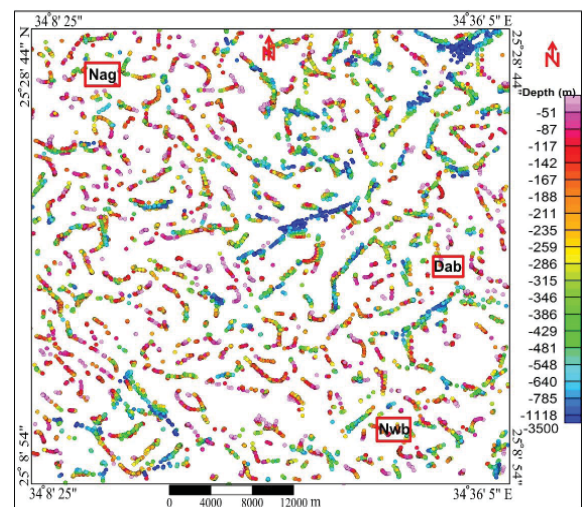 34 8' 25" 34° 36' 5" E
25° 28' 44" N
25° 28' 44"
N
N
Nag
Depth (m)
-51
-87
-117
-142
-167
-188
-211
-235
-259
-286
-315
-346
-386
-429
-481
-548
-640
-785
-1118
-3500
Dab
Nwb
25° 8' 54"
25° 8' 54"
34° 8' 25" 34° 36' 5" E
0 4000 8000 12000 m